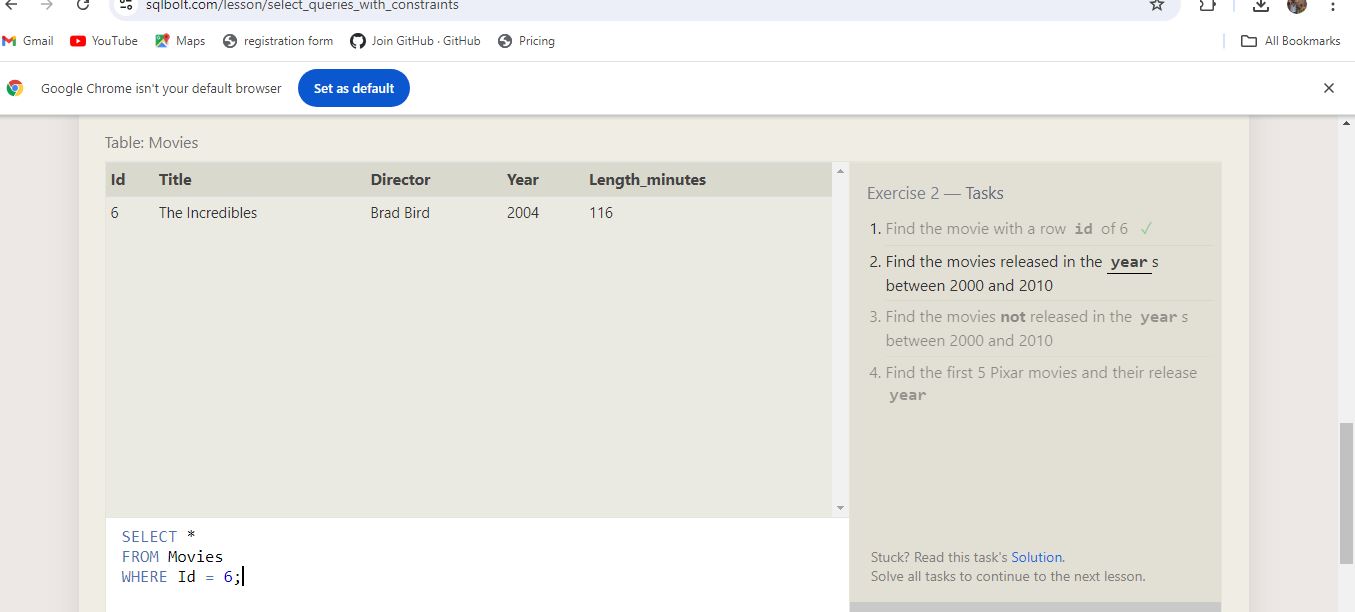 sqlbolt.com/lesson/select_queries_with_constraints
Gmail YouTube Maps registration form Join GitHub · GitHub Pricing All Bookmarks
Google Chrome isn't your default browser Set as default
Table: Movies
Id Title Director Year Length_minutes
6 The Incredibles Brad Bird 2004 116
Exercise 2 — Tasks
1. Find the movie with a row id of 6 ✓
2. Find the movies released in the years
between 2000 and 2010
3. Find the movies not released in the years
between 2000 and 2010
4. Find the first 5 Pixar movies and their release
year
Stuck? Read this task's Solution.
Solve all tasks to continue to the next lesson.
SELECT *
FROM Movies
WHERE Id = 6;